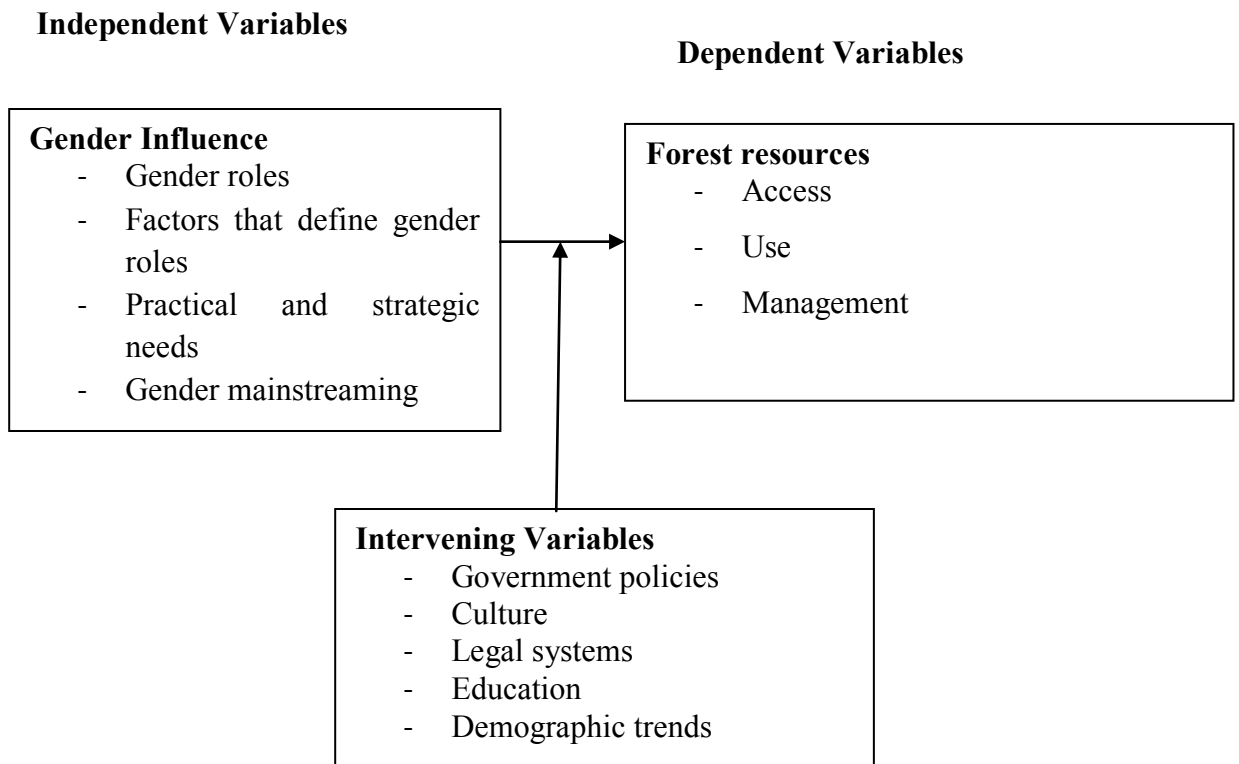 Independent Variables
Dependent Variables
Gender Influence
- Gender roles
- Factors that define gender
roles
- Practical and strategic
needs
- Gender mainstreaming
Forest resources
- Access
- Use
- Management
Intervening Variables
- Government policies
- Culture
- Legal systems
- Education
- Demographic trends